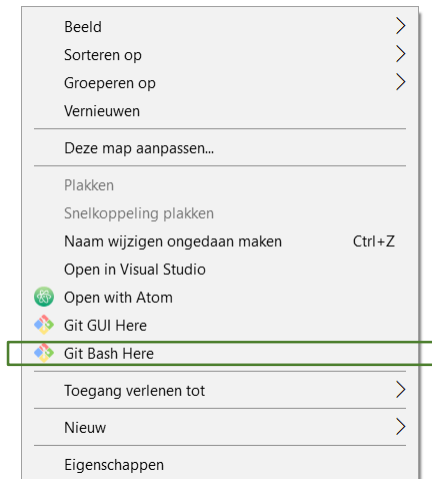 Beeld
Sorteren op
Groeperen op
Vernieuwen
Deze map aanpassen...
Plakken
Snelkoppeling plakken
Naam wijzigen ongedaan maken Ctrl+Z
Open in Visual Studio
Open with Atom
Git GUI Here
Git Bash Here
Toegang verlenen tot
Nieuw
Eigenschappen